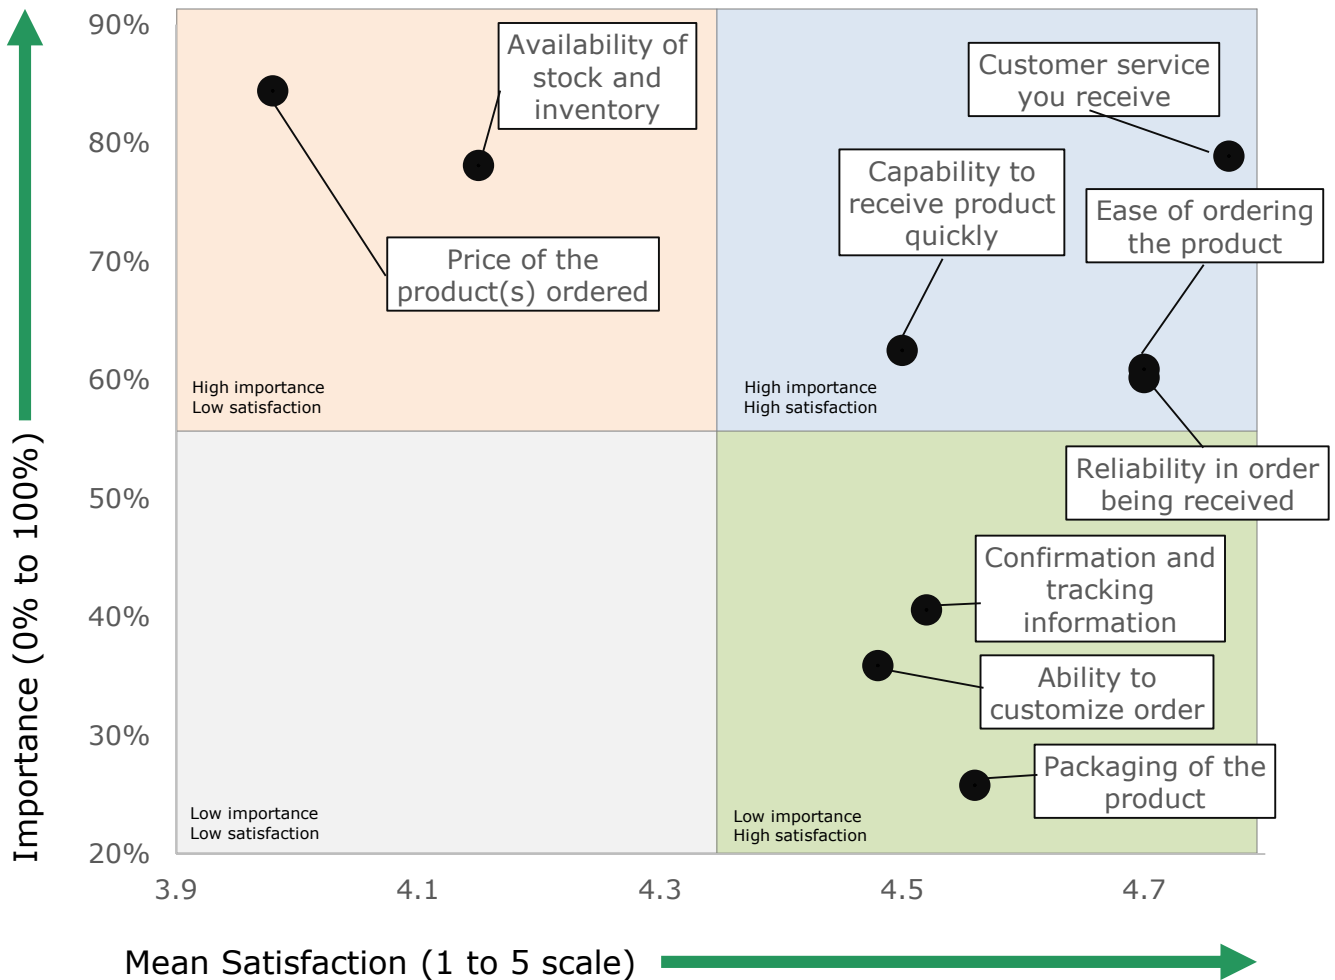 90%
80%
70%
60%
50%
40%
30%
20%
Importance (0% to 100%)
Availability of
stock and
inventory
Price of the
product(s) ordered
High importance
Low satisfaction
Customer service
you receive
Capability to
receive product
quickly
Ease of ordering
the product
High importance
High satisfaction
Reliability in order
being received
Confirmation and
tracking
information
Ability to
customize order
Packaging of the
product
Low importance
Low satisfaction
Low importance
High satisfaction
3.9
4.1
4.3
4.5
4.7
Mean Satisfaction (1 to 5 scale)